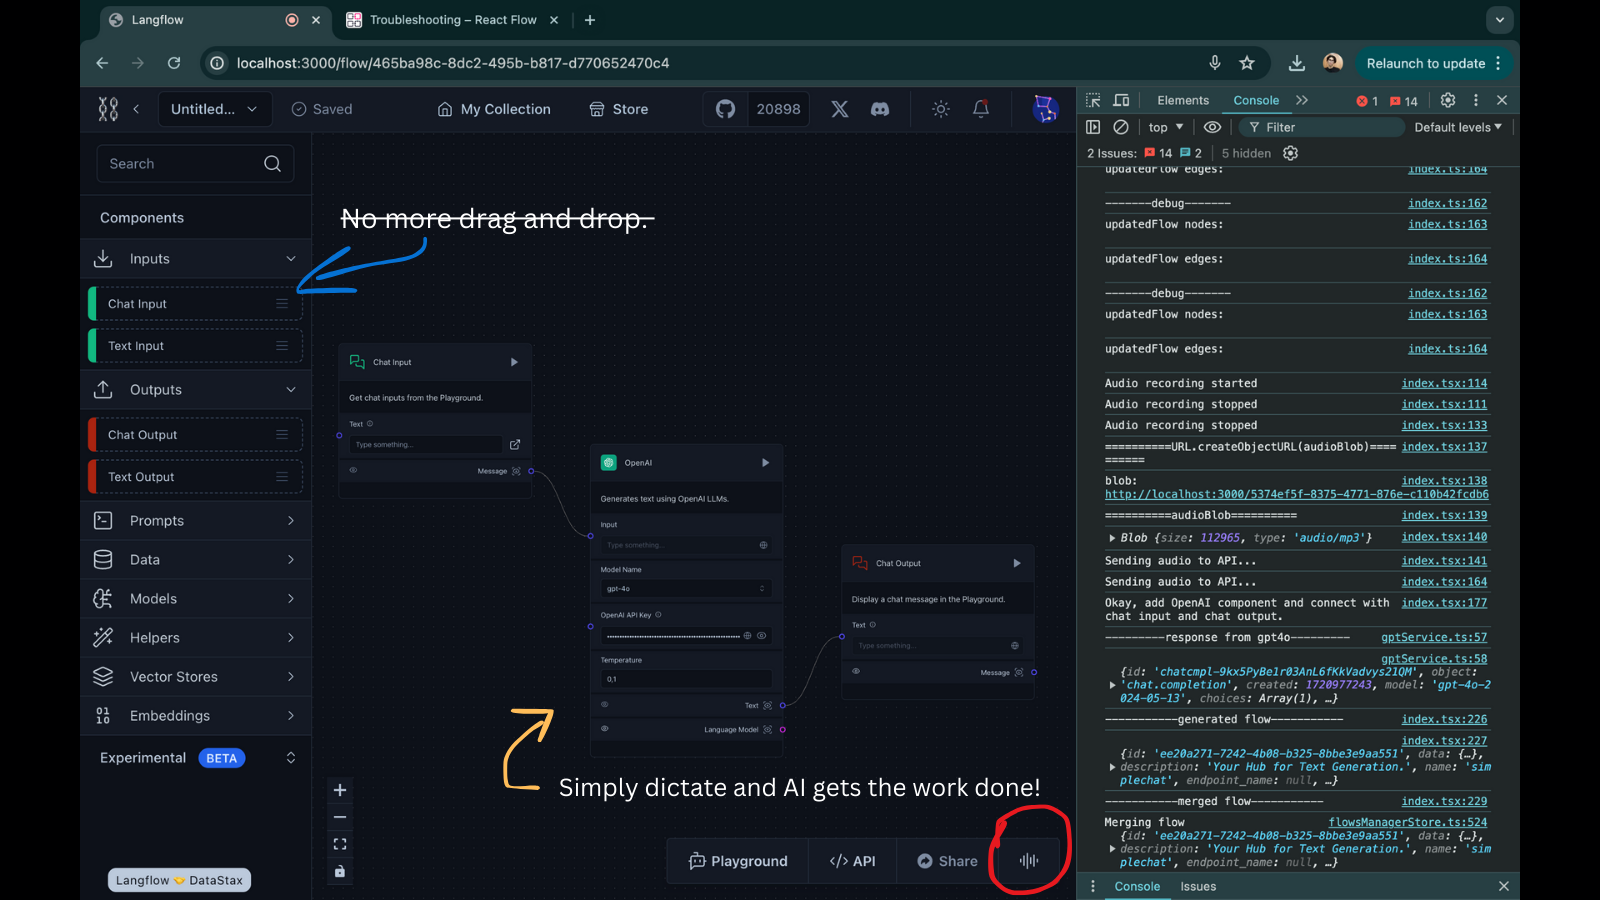 Langflow
Troubleshooting – React Flow
localhost:3000/flow/465ba98c-8dc2-495b-b817-d770652470c4
Relaunch to update
Untitled...
Saved
My Collection
Store
20898
Search
Components
Inputs
Chat Input
Text Input
Outputs
Chat Output
Text Output
Prompts
Data
Models
Helpers
Vector Stores
Embeddings
Experimental BETA
Langflow 🤝 DataStax
No more drag and drop.
Chat Input
Get chat inputs from the Playground.
Text
Type something...
Message
OpenAI
Generates text using OpenAI LLMs.
Input
Type something...
Model Name
gpt-4o
OpenAI API Key
Temperature
0,1
Text
Language Model
Chat Output
Display a chat message in the Playground.
Text
Type something...
Message
Simply dictate and AI gets the work done!
Playground
</> API
Share
Elements
Console
1
14
top
Filter
Default levels
2 Issues: 14 2
5 hidden
updatedFlow edges: index.ts:164
-------debug------- index.ts:162
updatedFlow nodes: index.ts:163
updatedFlow edges: index.ts:164
-------debug------- index.ts:162
updatedFlow nodes: index.ts:163
updatedFlow edges: index.ts:164
Audio recording started index.tsx:114
Audio recording stopped index.tsx:111
Audio recording stopped index.tsx:133
==========URL.createObjectURL(audioBlob)==== index.tsx:137
======
blob: index.tsx:138
http://localhost:3000/5374ef5f-8375-4771-876e-c110b42fcdb6
==========audioBlob========== index.tsx:139
Blob {size: 112965, type: 'audio/mp3'} index.tsx:140
Sending audio to API... index.tsx:141
Sending audio to API... index.tsx:164
Okay, add OpenAI component and connect with index.tsx:177
chat input and chat output.
---------response from gpt4o--------- gptService.ts:57
gptService.ts:58
{id: 'chatcmpl-9kx5PyBe1r03AnL6fKkVadvys21QM', object:
'chat.completion', created: 1720977243, model: 'gpt-4o-2
024-05-13', choices: Array(1), …}
-----------generated flow----------- index.tsx:226
index.tsx:227
{id: 'ee20a271-7242-4b08-b325-8bbe3e9aa551', data: {…},
description: 'Your Hub for Text Generation.', name: 'sim
plechat', endpoint_name: null, …}
-----------merged flow----------- index.tsx:229
Merging flow flowsManagerStore.ts:524
{id: 'ee20a271-7242-4b08-b325-8bbe3e9aa551', data: {…},
description: 'Your Hub for Text Generation.', name: 'sim
plechat', endpoint_name: null, …}
Console
Issues